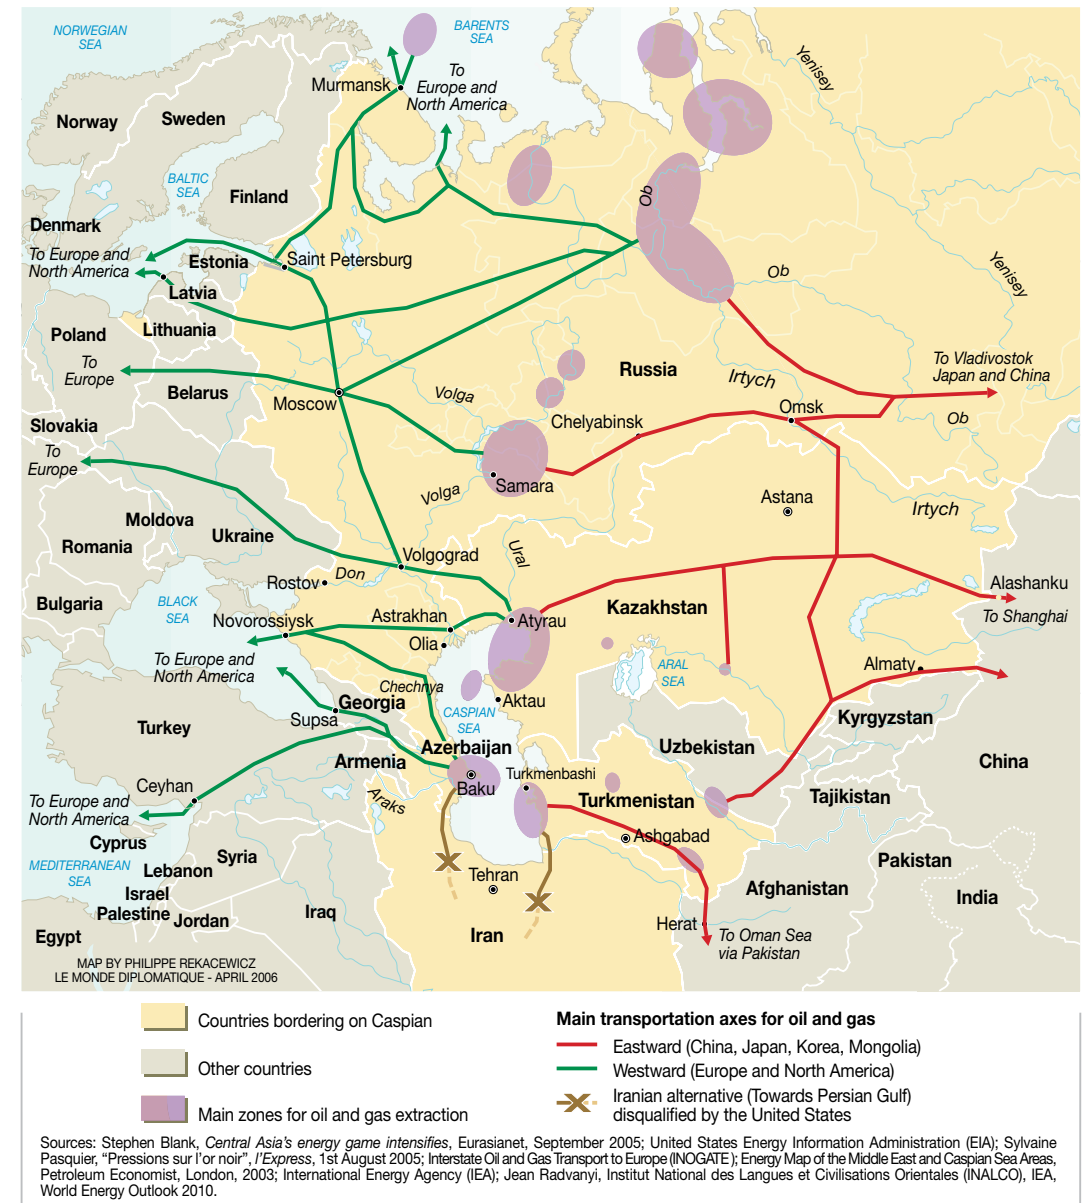 NORWEGIAN
SEA
BARENTS
SEA
Yenisey
Murmansk
To
Europe and
North America
Norway
Sweden
BALTIC
SEA
Finland
Ob
Denmark
To Europe and
North America
Estonia
Saint Petersburg
Ob
Yenisey
Latvia
Lithuania
Poland
To
Europe
Belarus
Moscow
Volga
Russia
Irtych
To Vladivostok
Japan and China
Chelyabinsk
Omsk
Ob
Slovakia
To
Europe
Samara
Volga
Astana
Irtych
Moldova
Romania
Ukraine
Volgograd
Ural
Rostov
Don
Bulgaria
BLACK
SEA
Novorossiysk
Astrakhan
Atyrau
Kazakhstan
Alashanku
To Shanghai
Olia
To Europe and
North America
ARAL
SEA
Almaty
Chechnya
Aktau
Georgia
Supsa
CASPIAN
SEA
Turkey
Kyrgyzstan
Azerbaijan
Uzbekistan
Armenia
China
Turkmenbashi
Baku
Ceyhan
Araks
Turkmenistan
Tajikistan
To Europe and
North America
Ashgabad
Cyprus
MEDITERRANEAN
SEA
Lebanon
Syria
Tehran
Afghanistan
Pakistan
Israel
Palestine
Jordan
Iraq
India
Herat
Egypt
Iran
To Oman Sea
via Pakistan
MAP BY PHILIPPE REKACEWICZ
LE MONDE DIPLOMATIQUE - APRIL 2006
Countries bordering on Caspian
Other countries
Main zones for oil and gas extraction
Main transportation axes for oil and gas
Eastward (China, Japan, Korea, Mongolia)
Westward (Europe and North America)
Iranian alternative (Towards Persian Gulf)
disqualified by the United States
Sources: Stephen Blank, Central Asia's energy game intensifies, Eurasianet, September 2005; United States Energy Information Administration (EIA); Sylvaine
Pasquier, “Pressions sur l'or noir”, l'Express, 1st August 2005; Interstate Oil and Gas Transport to Europe (INOGATE); Energy Map of the Middle East and Caspian Sea Areas,
Petroleum Economist, London, 2003; International Energy Agency (IEA); Jean Radvanyi, Institut National des Langues et Civilisations Orientales (INALCO), IEA,
World Energy Outlook 2010.